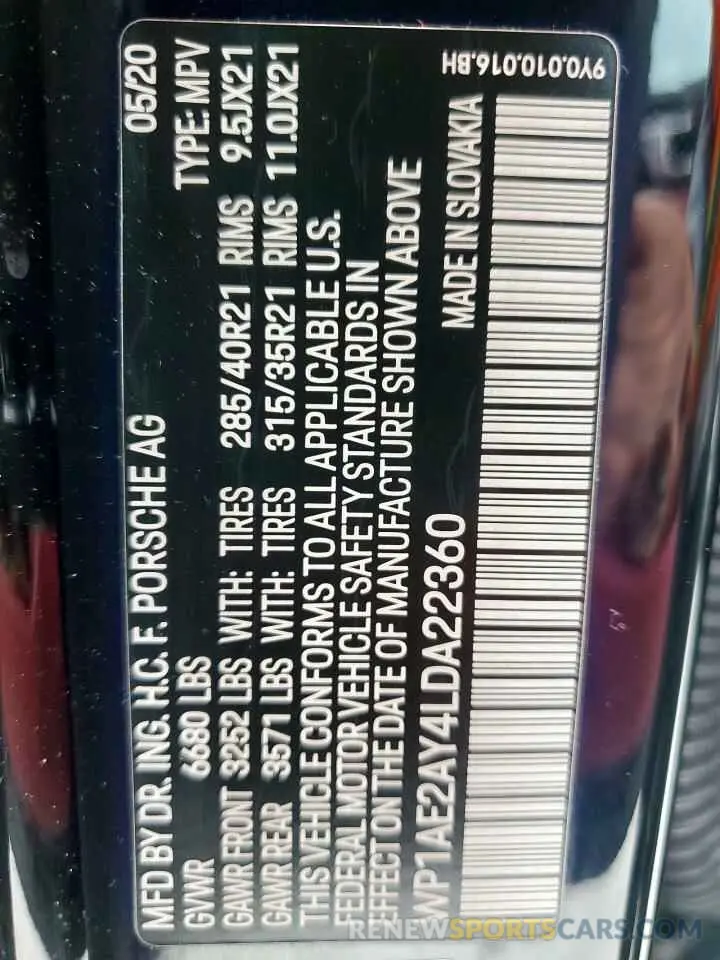 MFD BY DR. ING. H.C. F. PORSCHE AG 05/20
GVWR 6680 LBS TYPE: MPV
GAWR FRONT 3252 LBS WITH: TIRES 285/40R21 RIMS 9.5JX21
GAWR REAR 3571 LBS WITH: TIRES 315/35R21 RIMS 11.0JX21
THIS VEHICLE CONFORMS TO ALL APPLICABLE U.S.
FEDERAL MOTOR VEHICLE SAFETY STANDARDS IN
EFFECT ON THE DATE OF MANUFACTURE SHOWN ABOVE
WP1AE2AY4LDA22360 MADE IN SLOVAKIA
9Y0.010.016.BH
RENEWSPORTSCARS.COM